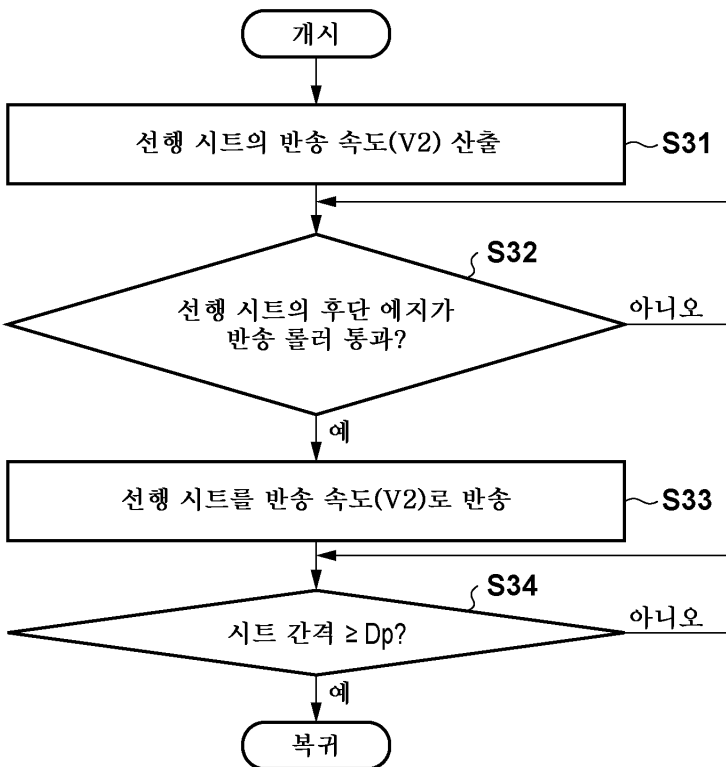 개시
선행 시트의 반송 속도(V2) 산출
S31
S32
선행 시트의 후단 에지가
반송 롤러 통과?
아니오
예
선행 시트를 반송 속도(V2)로 반송
S33
S34
시트 간격 ≥ Dp?
아니오
예
복귀